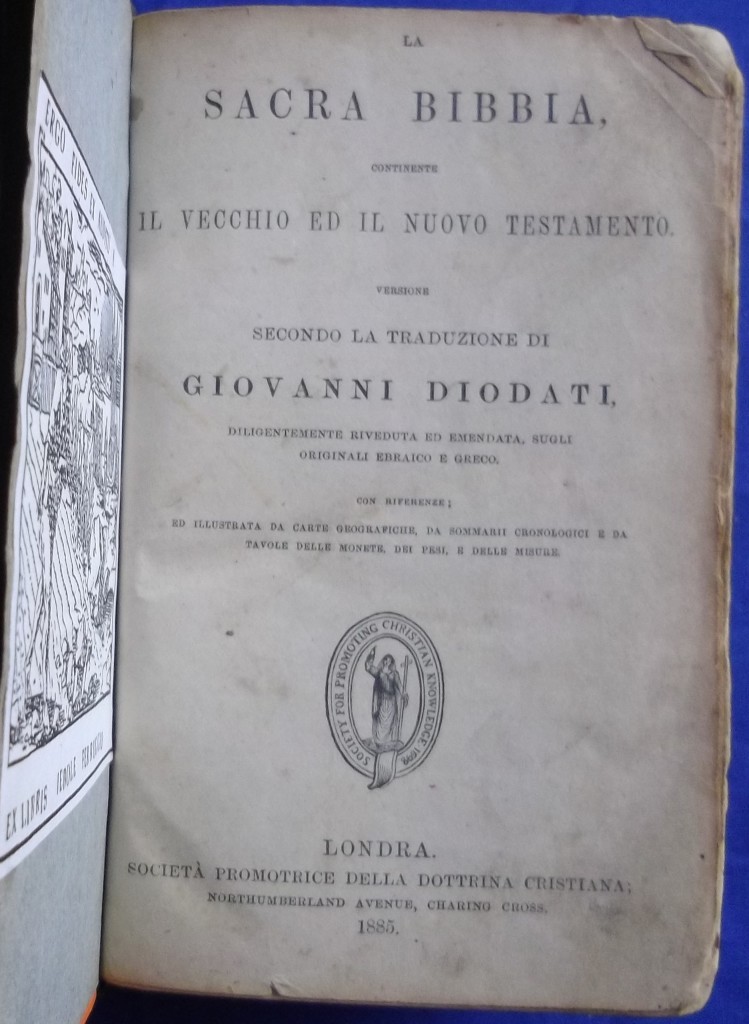 ERGO FIDES EX
EX LIBRIS
LA
SACRA BIBBIA,
CONTINENTE
IL VECCHIO ED IL NUOVO TESTAMENTO.
VERSIONE
SECONDO LA TRADUZIONE DI
GIOVANNI DIODATI,
DILIGENTEMENTE RIVEDUTA ED EMENDATA, SUGLI
ORIGINALI EBRAICO E GRECO.
CON RIFERENZE;
ED ILLUSTRATA DA CARTE GEOGRAFICHE, DA SOMMARII CRONOLOGICI E DA
TAVOLE DELLE MONETE, DEI PESI, E DELLE MISURE.
SOCIETY FOR PROMOTING CHRISTIAN KNOWLEDGE 1698
LONDRA.
SOCIETÀ PROMOTRICE DELLA DOTTRINA CRISTIANA;
NORTHUMBERLAND AVENUE, CHARING CROSS.
1885.